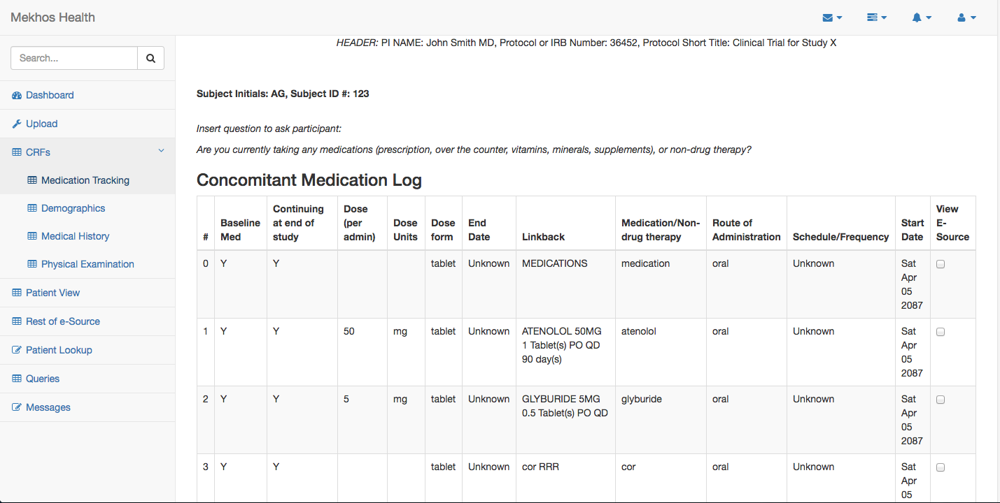 Mekhos Health
Search...
Dashboard
Upload
CRFs
Medication Tracking
Demographics
Medical History
Physical Examination
Patient View
Rest of e-Source
Patient Lookup
Queries
Messages
HEADER: PI NAME: John Smith MD, Protocol or IRB Number: 36452, Protocol Short Title: Clinical Trial for Study X
Subject Initials: AG, Subject ID #: 123
Insert question to ask participant:
Are you currently taking any medications (prescription, over the counter, vitamins, minerals, supplements), or non-drug therapy?
Concomitant Medication Log
# Baseline Med Continuing at end of study Dose (per admin) Dose Units Dose form End Date Linkback Medication/Non-drug therapy Route of Administration Schedule/Frequency Start Date View E-Source
0 Y Y tablet Unknown MEDICATIONS medication oral Unknown Sat Apr 05 2087
1 Y Y 50 mg tablet Unknown ATENOLOL 50MG 1 Tablet(s) PO QD 90 day(s) atenolol oral Unknown Sat Apr 05 2087
2 Y Y 5 mg tablet Unknown GLYBURIDE 5MG 0.5 Tablet(s) PO QD glyburide oral Unknown Sat Apr 05 2087
3 Y Y tablet Unknown cor RRR cor oral Unknown Sat Apr 05